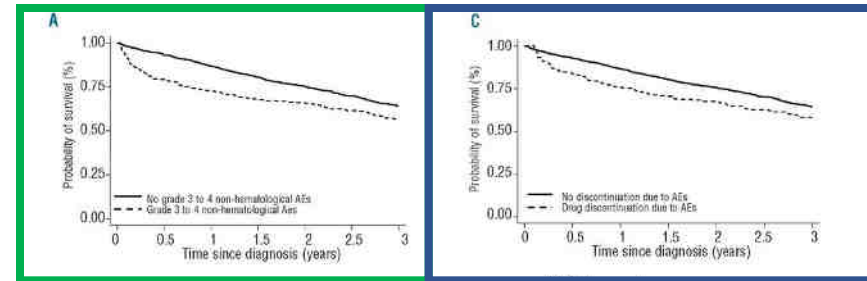 A
Probability of survival (%)
1.00
0.75
0.50
0.25
0.00
No grade 3 to 4 non-hematological AEs
Grade 3 to 4 non-hematological Aes
0 0.5 1 1.5 2 2.5 3
Time since diagnosis (years)
C
Probability of survival (%)
1.00
0.75
0.50
0.25
0.00
No discontinuation due to AEs
Drug discontinuation due to AEs
0 0.5 1 1.5 2 2.5 3
Time since diagnosis (years)